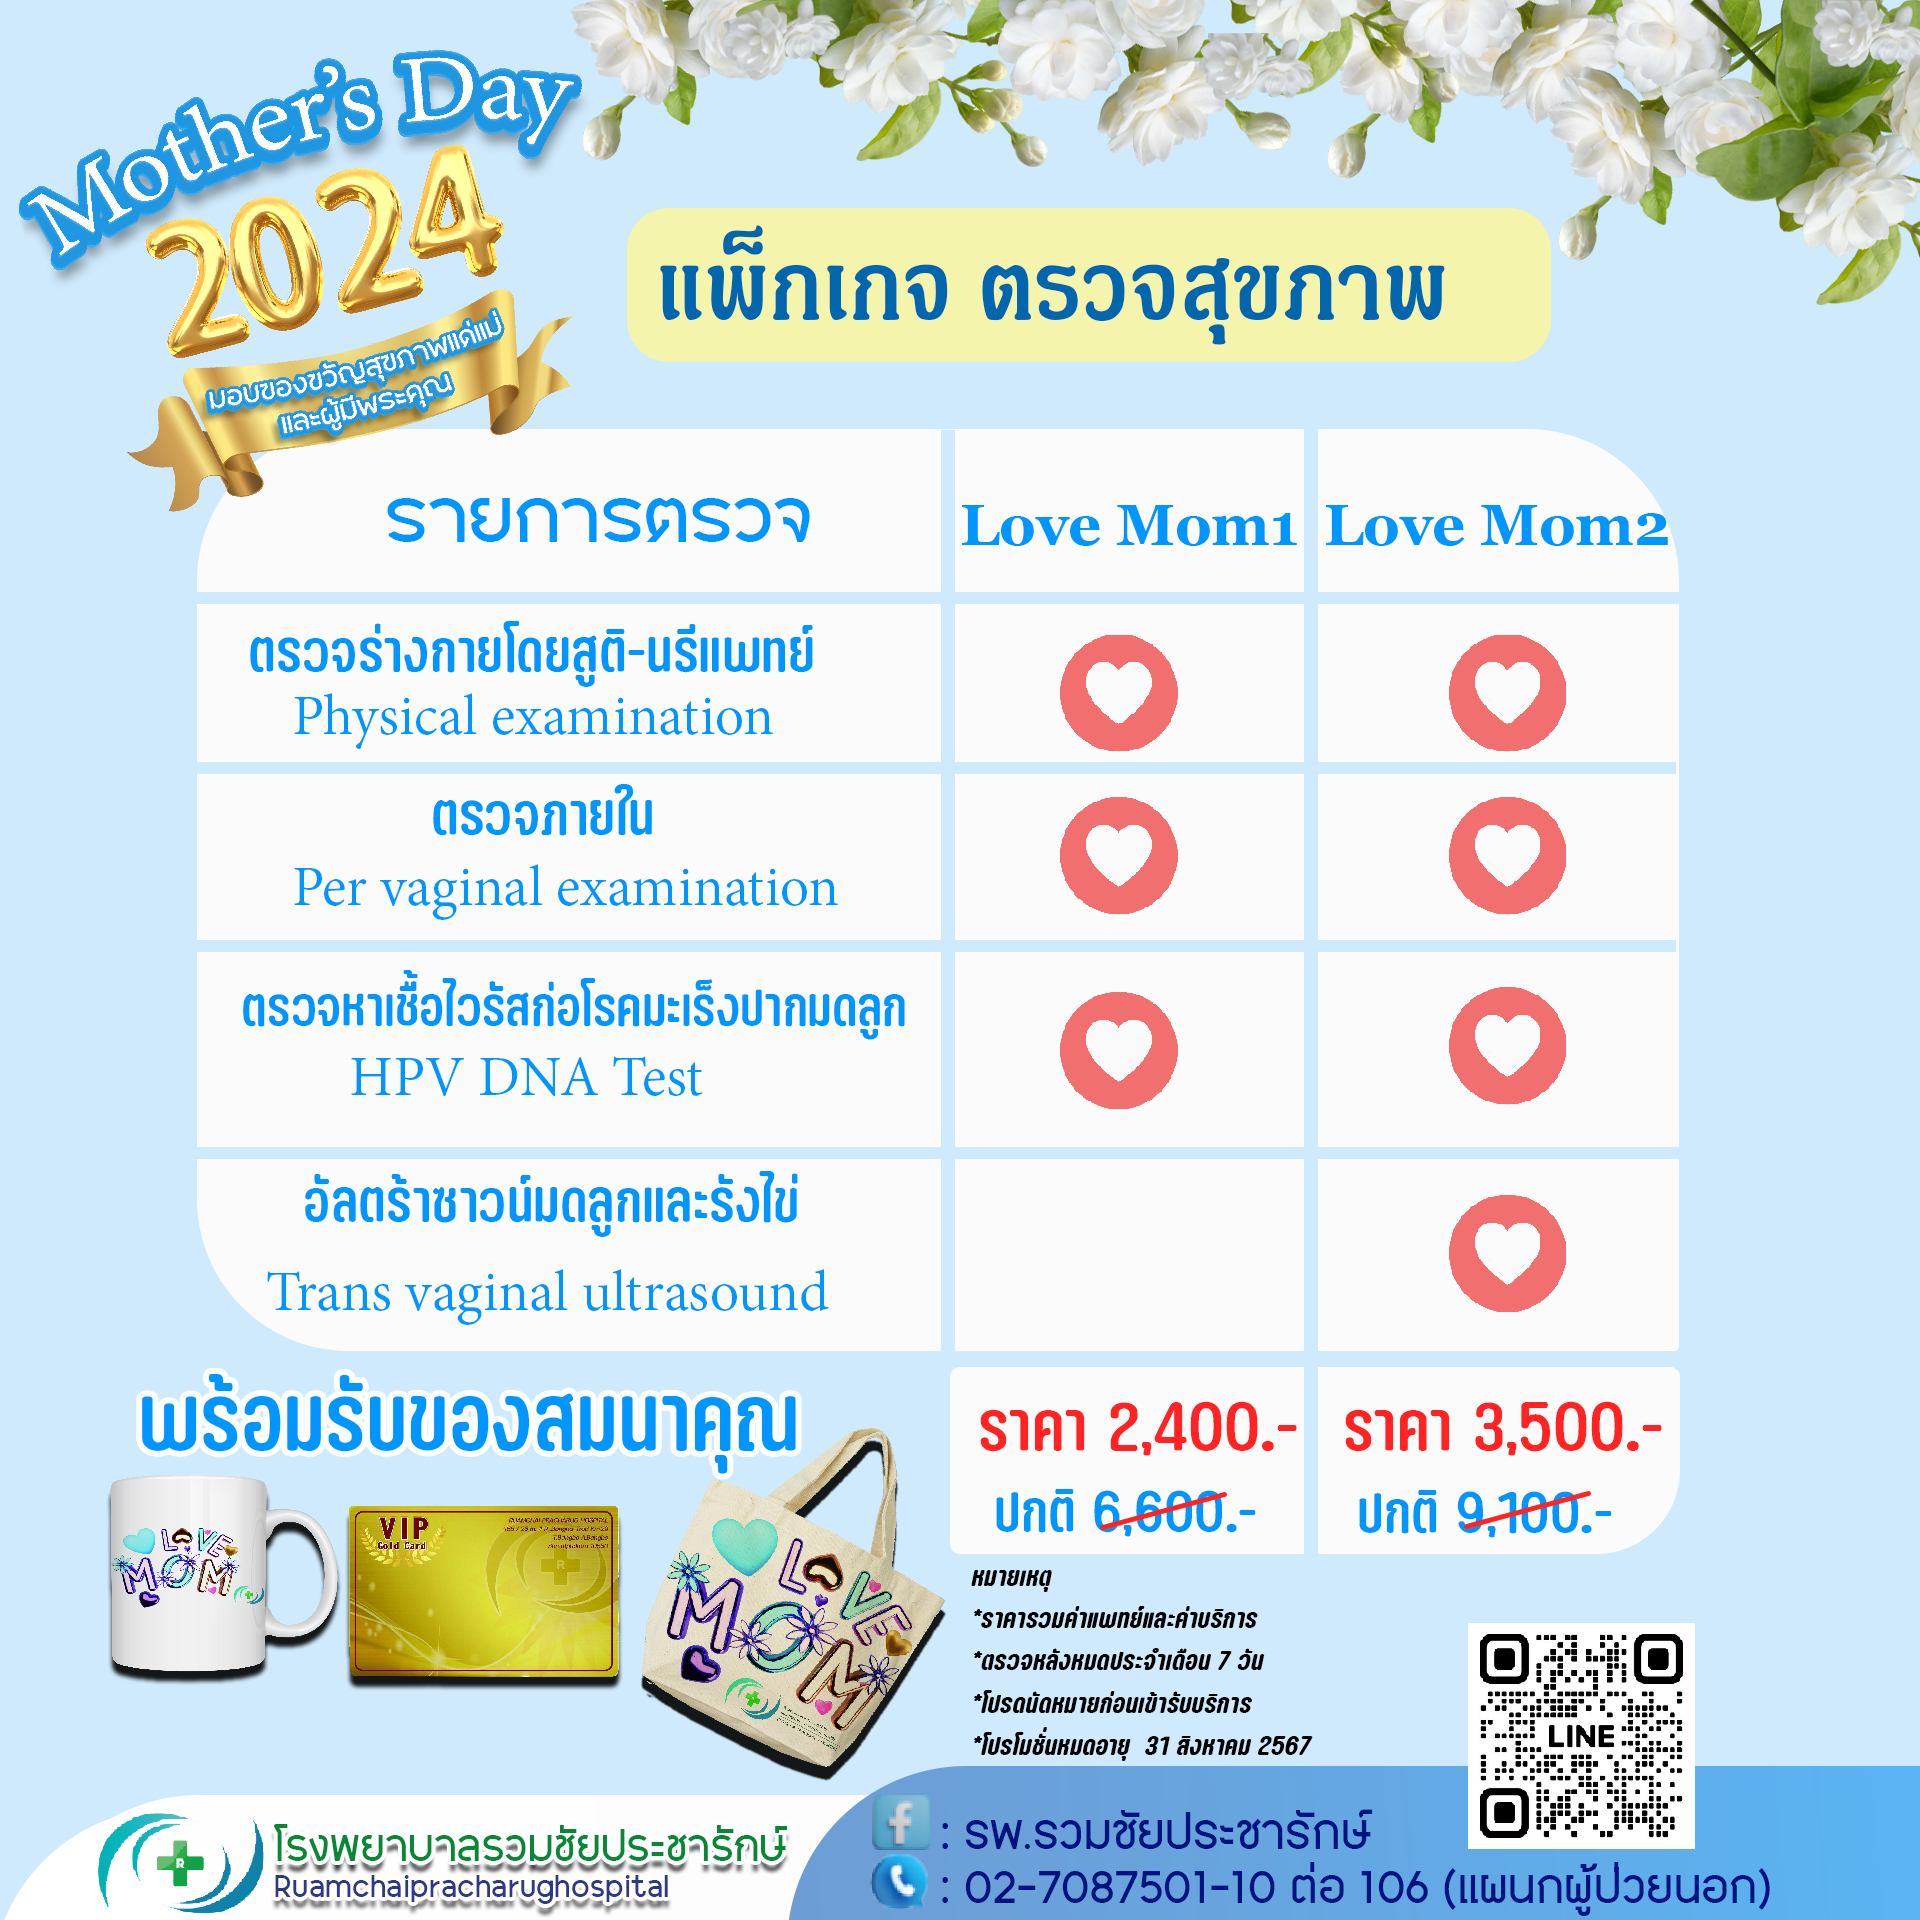 Mother's Day
2024
มอบของขวัญสุขภาพแด่แม่
และผู้มีพระคุณ
แพ็กเกจ ตรวจสุขภาพ
รายการตรวจ
Love Mom1
Love Mom2
ตรวจร่างกายโดยสูติ-นรีแพทย์
Physical examination
ตรวจภายใน
Per vaginal examination
ตรวจหาเชื้อไวรัสก่อโรคมะเร็งปากมดลูก
HPV DNA Test
อัลตร้าซาวน์มดลูกและรังไข่
Trans vaginal ultrasound
พร้อมรับของสมนาคุณ
ราคา 2,400.-
ราคา 3,500.-
ปกติ 6,600.-
ปกติ 9,100.-
LOVE
MOM
VIP
Gold Card
RUAMCHAI PRACHARUG HOSPITAL
LOVE
MOM
หมายเหตุ
*ราคารวมค่าแพทย์และค่าบริการ
*ตรวจหลังหมดประจำเดือน 7 วัน
*โปรดนัดหมายก่อนเข้ารับบริการ
*โปรโมชั่นหมดอายุ 31 สิงหาคม 2567
LINE
โรงพยาบาลรวมชัยประชารักษ์
Ruamchaipracharughospital
: รพ.รวมชัยประชารักษ์
: 02-7087501-10 ต่อ 106 (แผนกผู้ป่วยนอก)